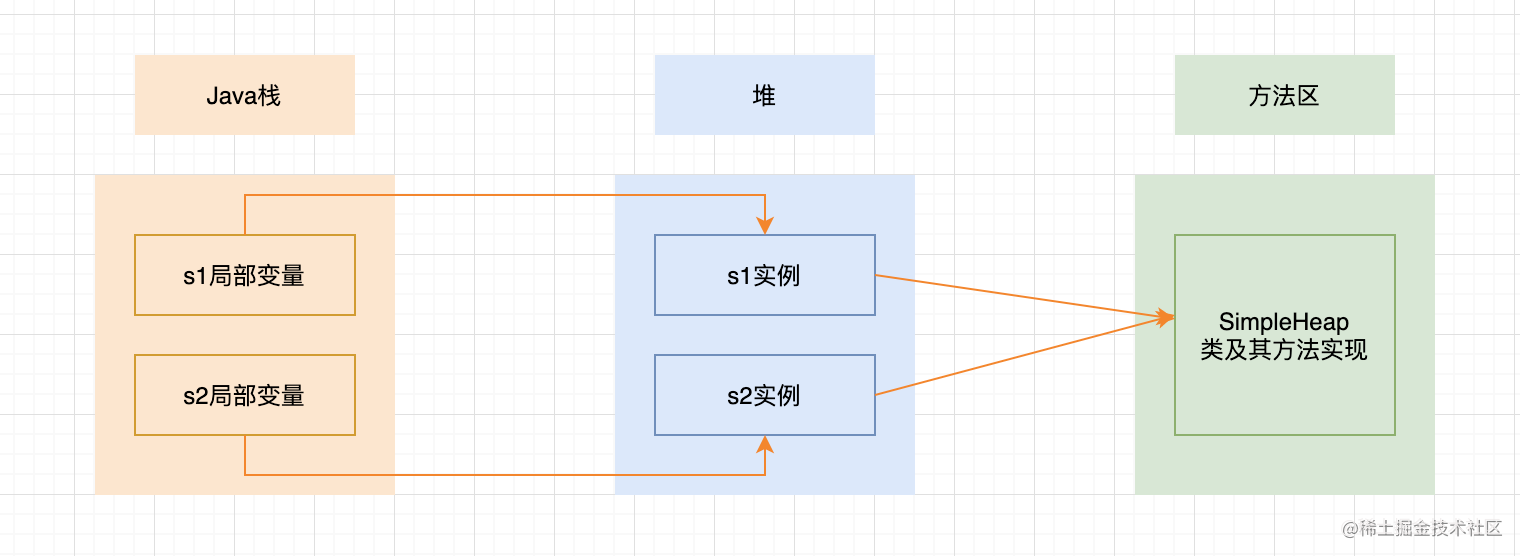 Java栈
堆
方法区
s1局部变量
s1实例
s2局部变量
s2实例
SimpleHeap
类及其方法实现
@稀土掘金技术社区